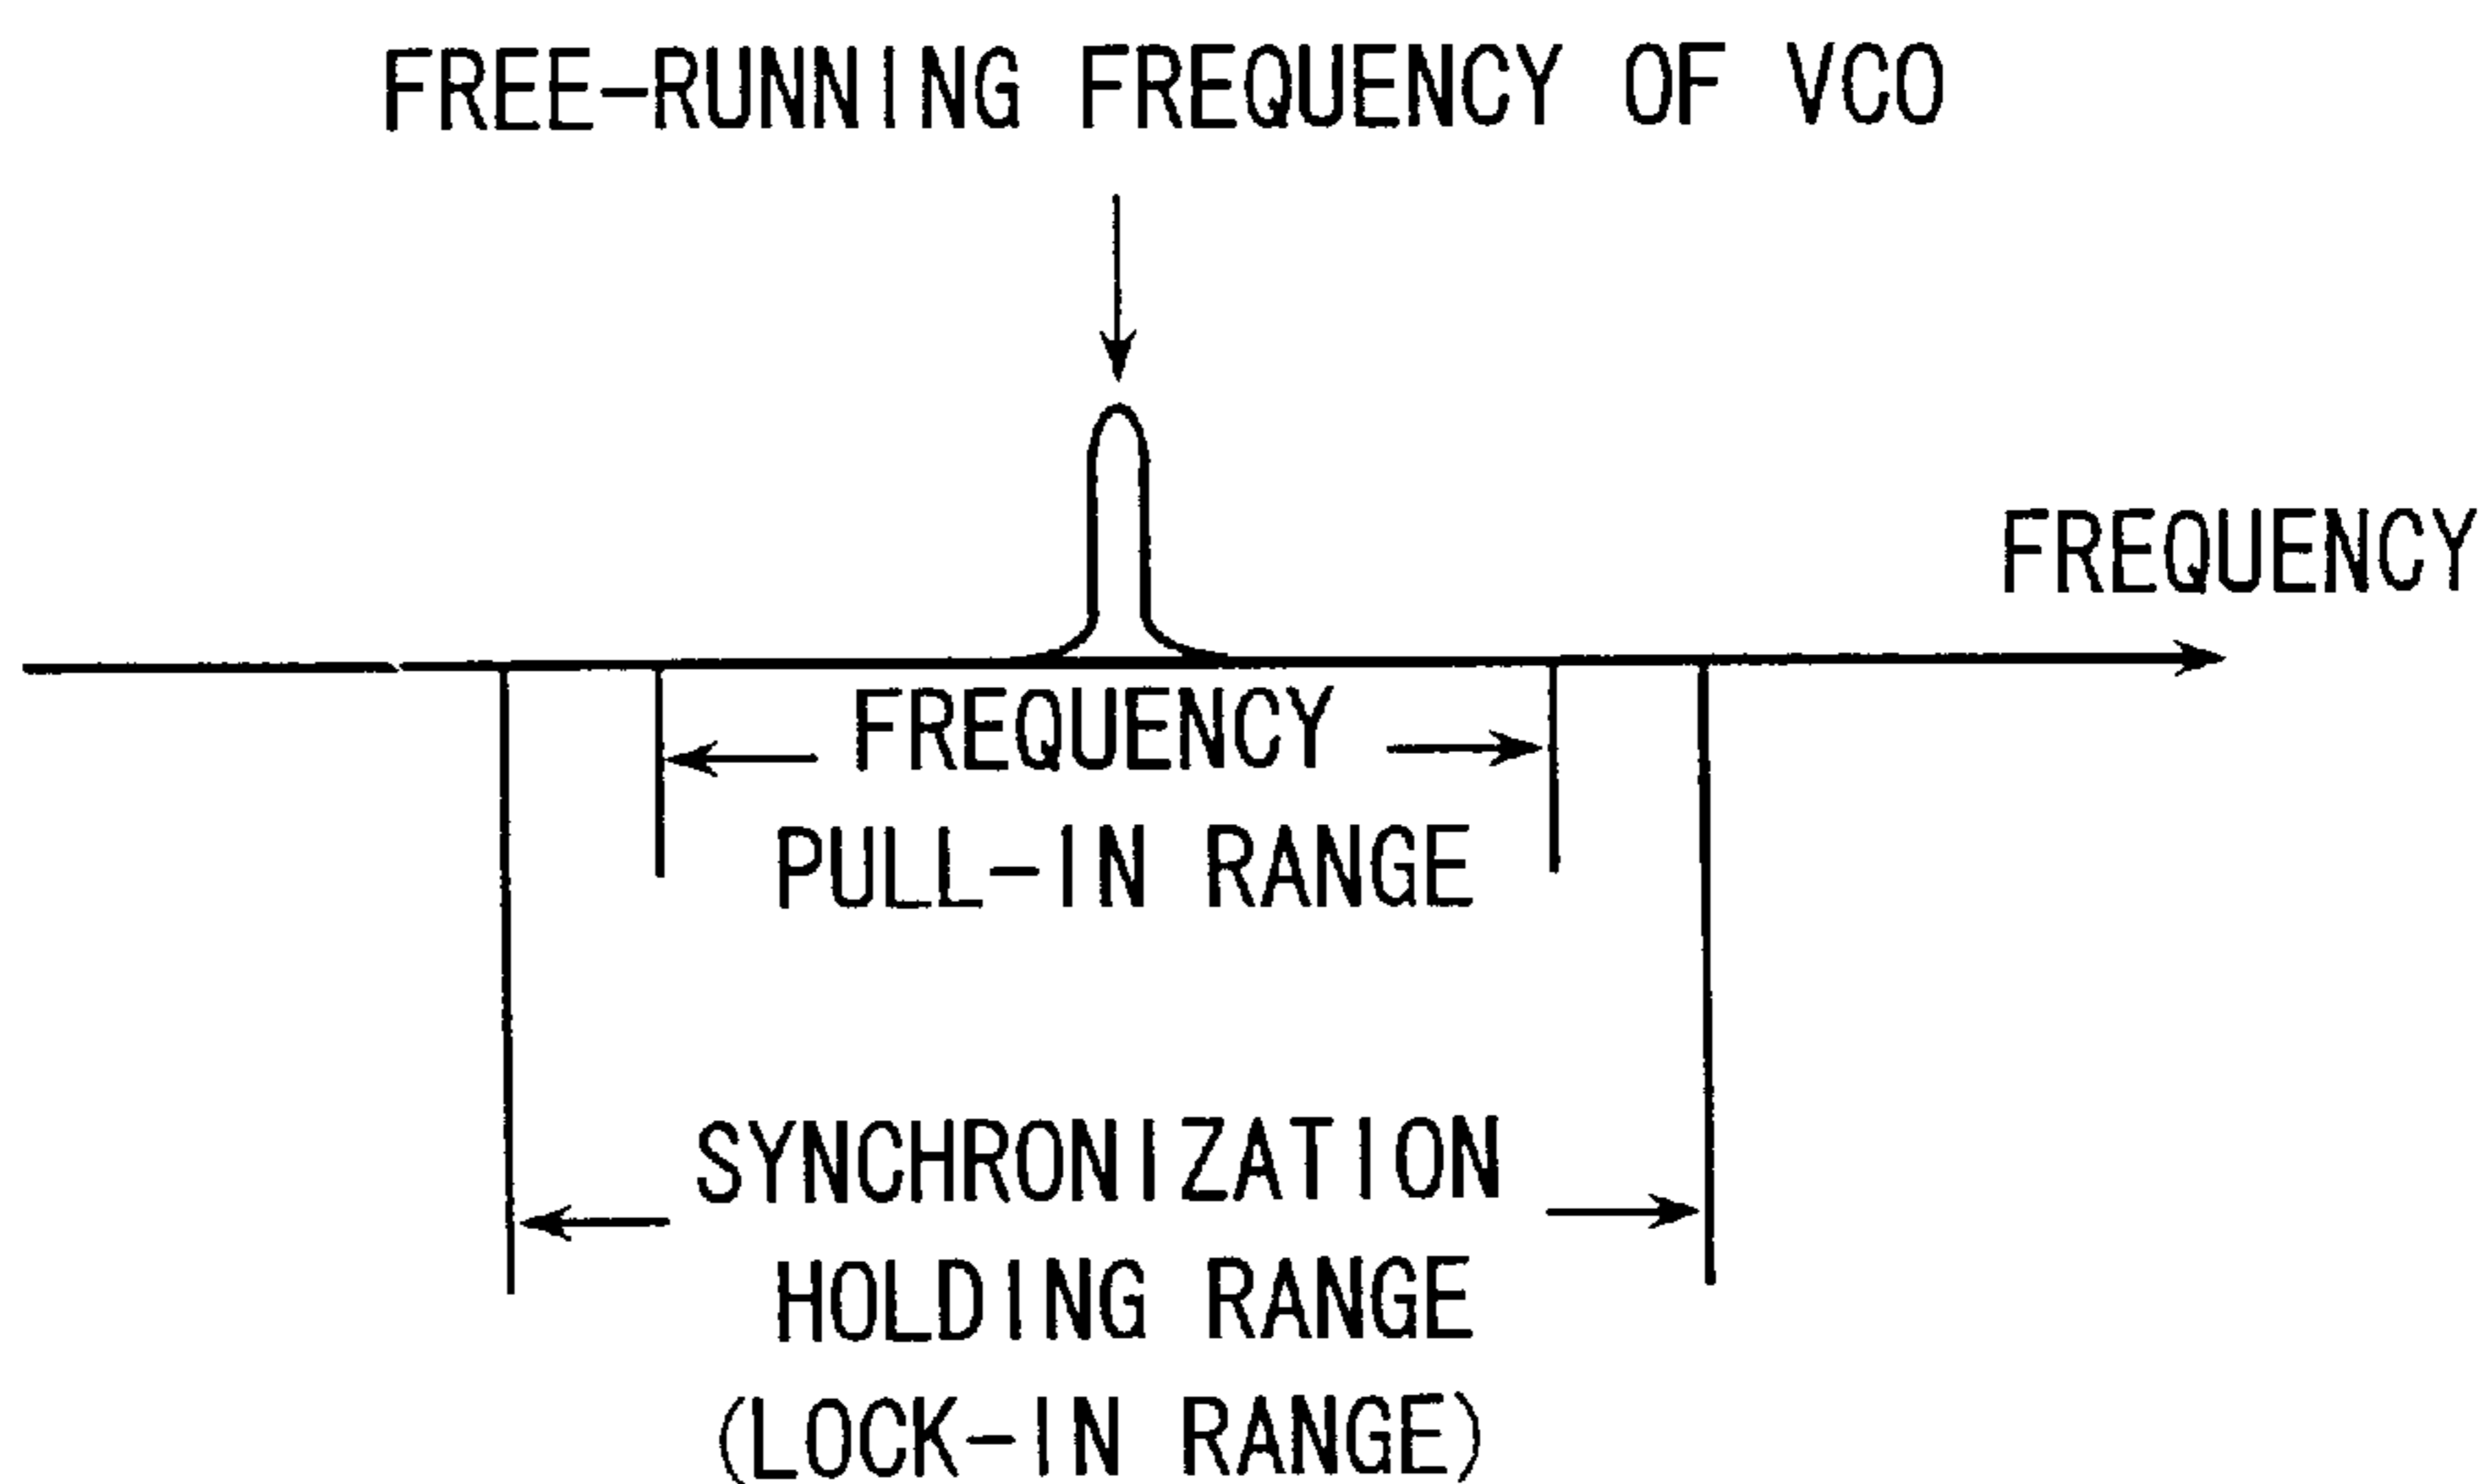 FREE-RUNNING FREQUENCY OF VCO
FREQUENCY
FREQUENCY
PULL-IN RANGE
SYNCHRONIZATION
HOLDING RANGE
(LOCK-IN RANGE)